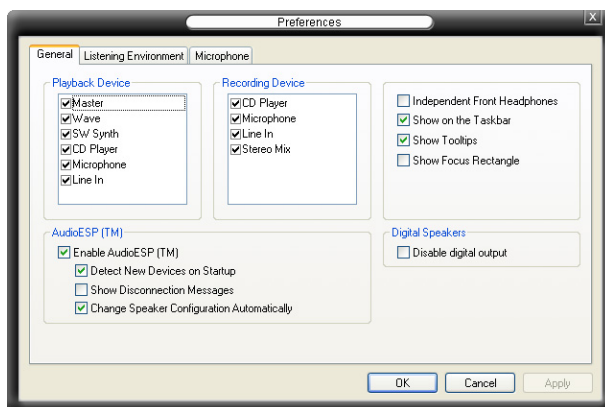 Preferences
X
General
Listening Environment
Microphone
Playback Device
Master
Wave
SW Synth
CD Player
Microphone
Line In
Recording Device
CD Player
Microphone
Line In
Stereo Mix
Independent Front Headphones
Show on the Taskbar
Show Tooltips
Show Focus Rectangle
AudioESP (TM)
Enable AudioESP (TM)
Detect New Devices on Startup
Show Disconnection Messages
Change Speaker Configuration Automatically
Digital Speakers
Disable digital output
OK
Cancel
Apply